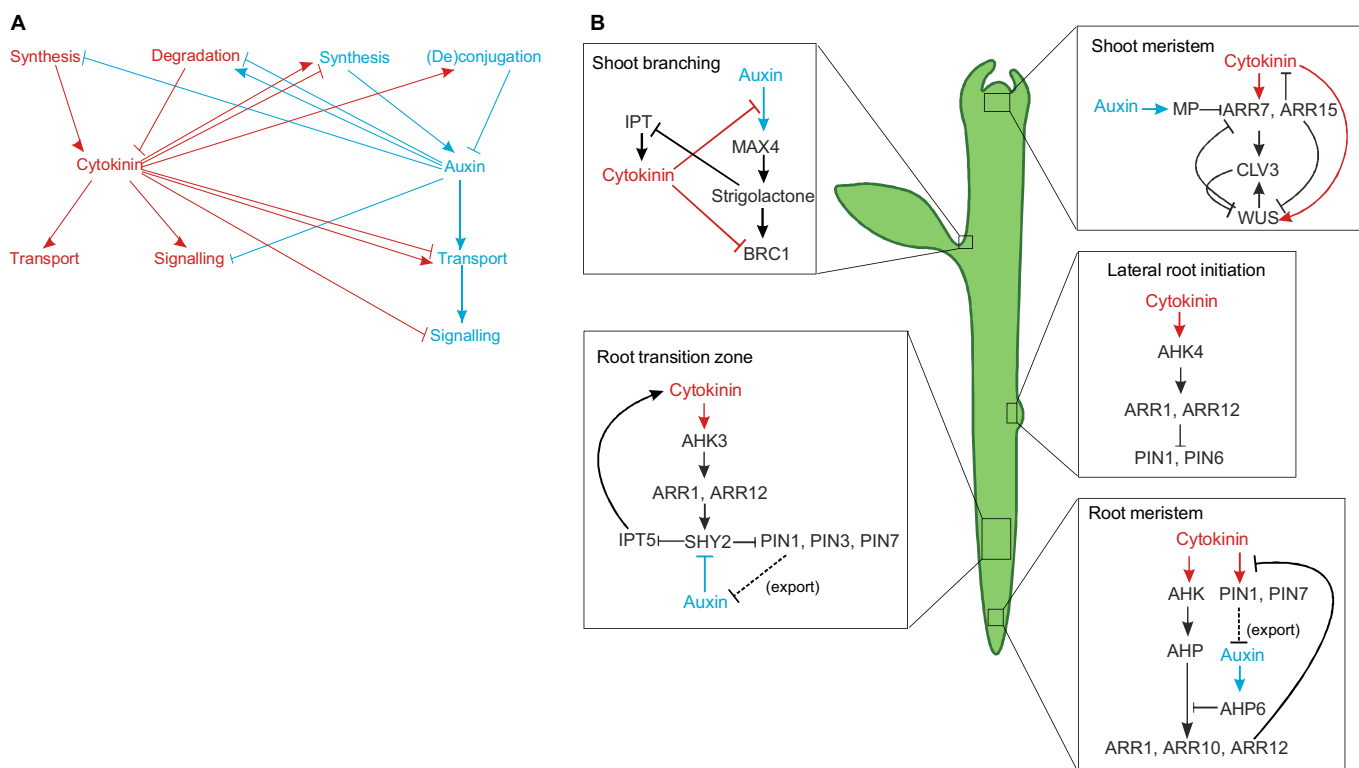 A
Synthesis
Degradation
Synthesis
(De)conjugation
Cytokinin
Auxin
Transport
Signalling
Transport
Signalling
B
Shoot branching
Auxin
IPT
MAX4
Cytokinin
Strigolactone
BRC1
Shoot meristem
Cytokinin
Auxin
MP
ARR7, ARR15
CLV3
WUS
Lateral root initiation
Cytokinin
AHK4
ARR1, ARR12
PIN1, PIN6
Root transition zone
Cytokinin
AHK3
ARR1, ARR12
IPT5
SHY2
PIN1, PIN3, PIN7
(export)
Auxin
Root meristem
Cytokinin
AHK
PIN1, PIN7
(export)
AHP
Auxin
AHP6
ARR1, ARR10, ARR12